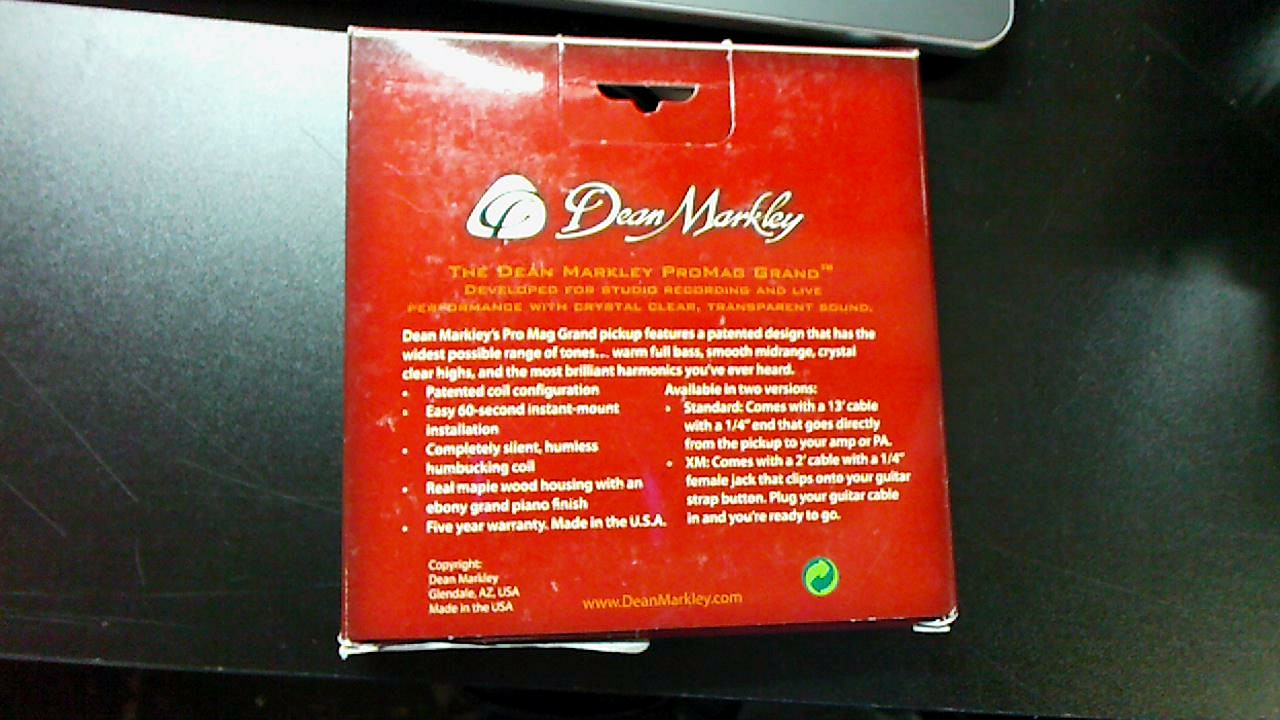 Dean Markley
THE DEAN MARKLEY PROMAG GRAND™
DEVELOPED FOR STUDIO RECORDING AND LIVE
PERFORMANCE WITH CRYSTAL CLEAR, TRANSPARENT SOUND.
Dean Markley's Pro Mag Grand pickup features a patented design that has the
widest possible range of tones... warm full bass, smooth midrange, crystal
clear highs, and the most brilliant harmonics you've ever heard.
• Patented coil configuration
• Easy 60-second instant-mount
installation
• Completely silent, humless
humbucking coil
• Real maple wood housing with an
ebony grand piano finish
• Five year warranty. Made in the U.S.A.
Available in two versions:
• Standard: Comes with a 13' cable
with a 1/4" end that goes directly
from the pickup to your amp or PA.
• XM: Comes with a 2' cable with a 1/4"
female jack that clips onto your guitar
strap button. Plug your guitar cable
in and you're ready to go.
Copyright:
Dean Markley
Glendale, AZ, USA
Made in the USA
www.DeanMarkley.com